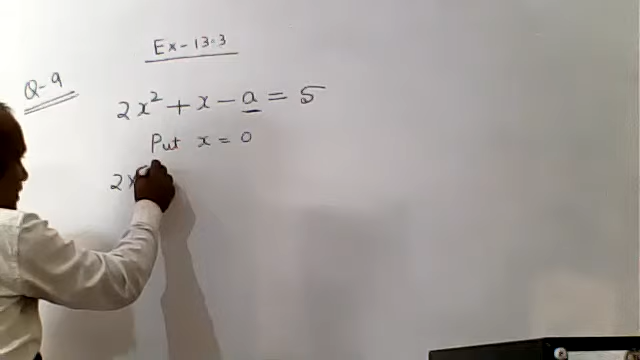 Ex-13.3
Q-9
2x² + x - a = 5
Put x = 0
2x